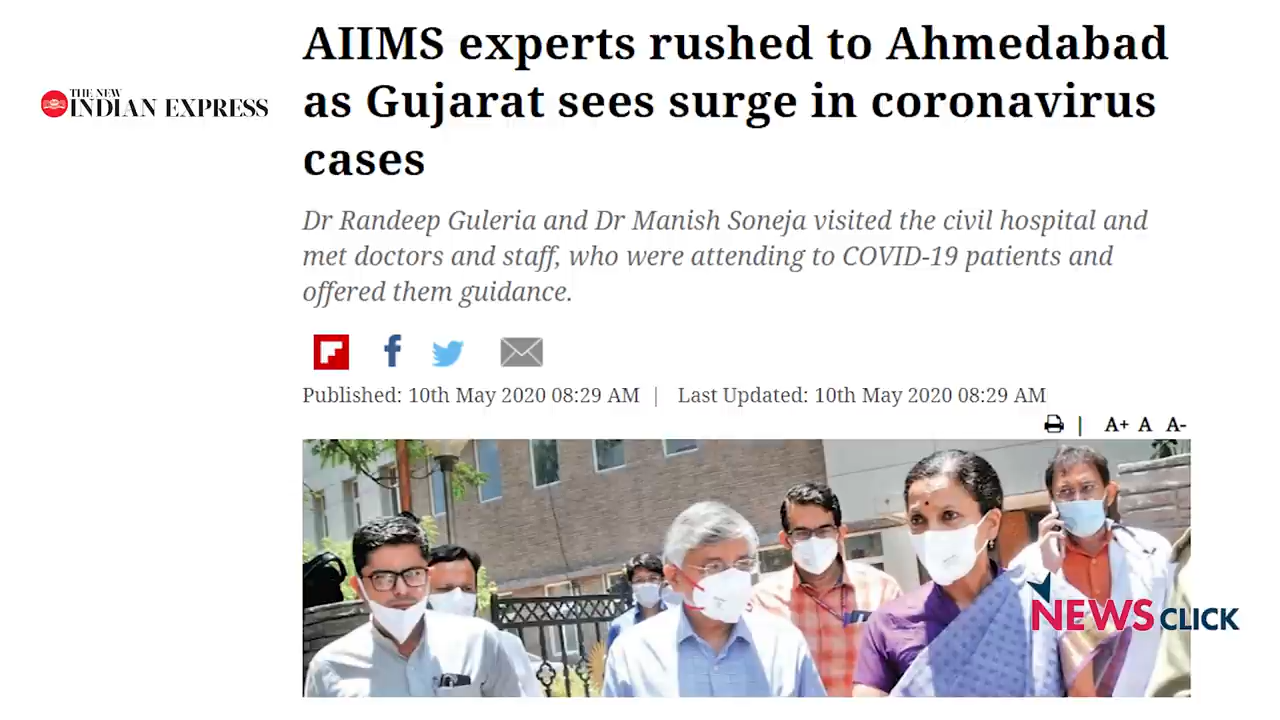 AIIMS experts rushed to Ahmedabad
as Gujarat sees surge in coronavirus
cases
THE NEW
INDIAN EXPRESS
Dr Randeep Guleria and Dr Manish Soneja visited the civil hospital and
met doctors and staff, who were attending to COVID-19 patients and
offered them guidance.
Published: 10th May 2020 08:29 AM | Last Updated: 10th May 2020 08:29 AM
| A+ A A-
NEWSCLICK